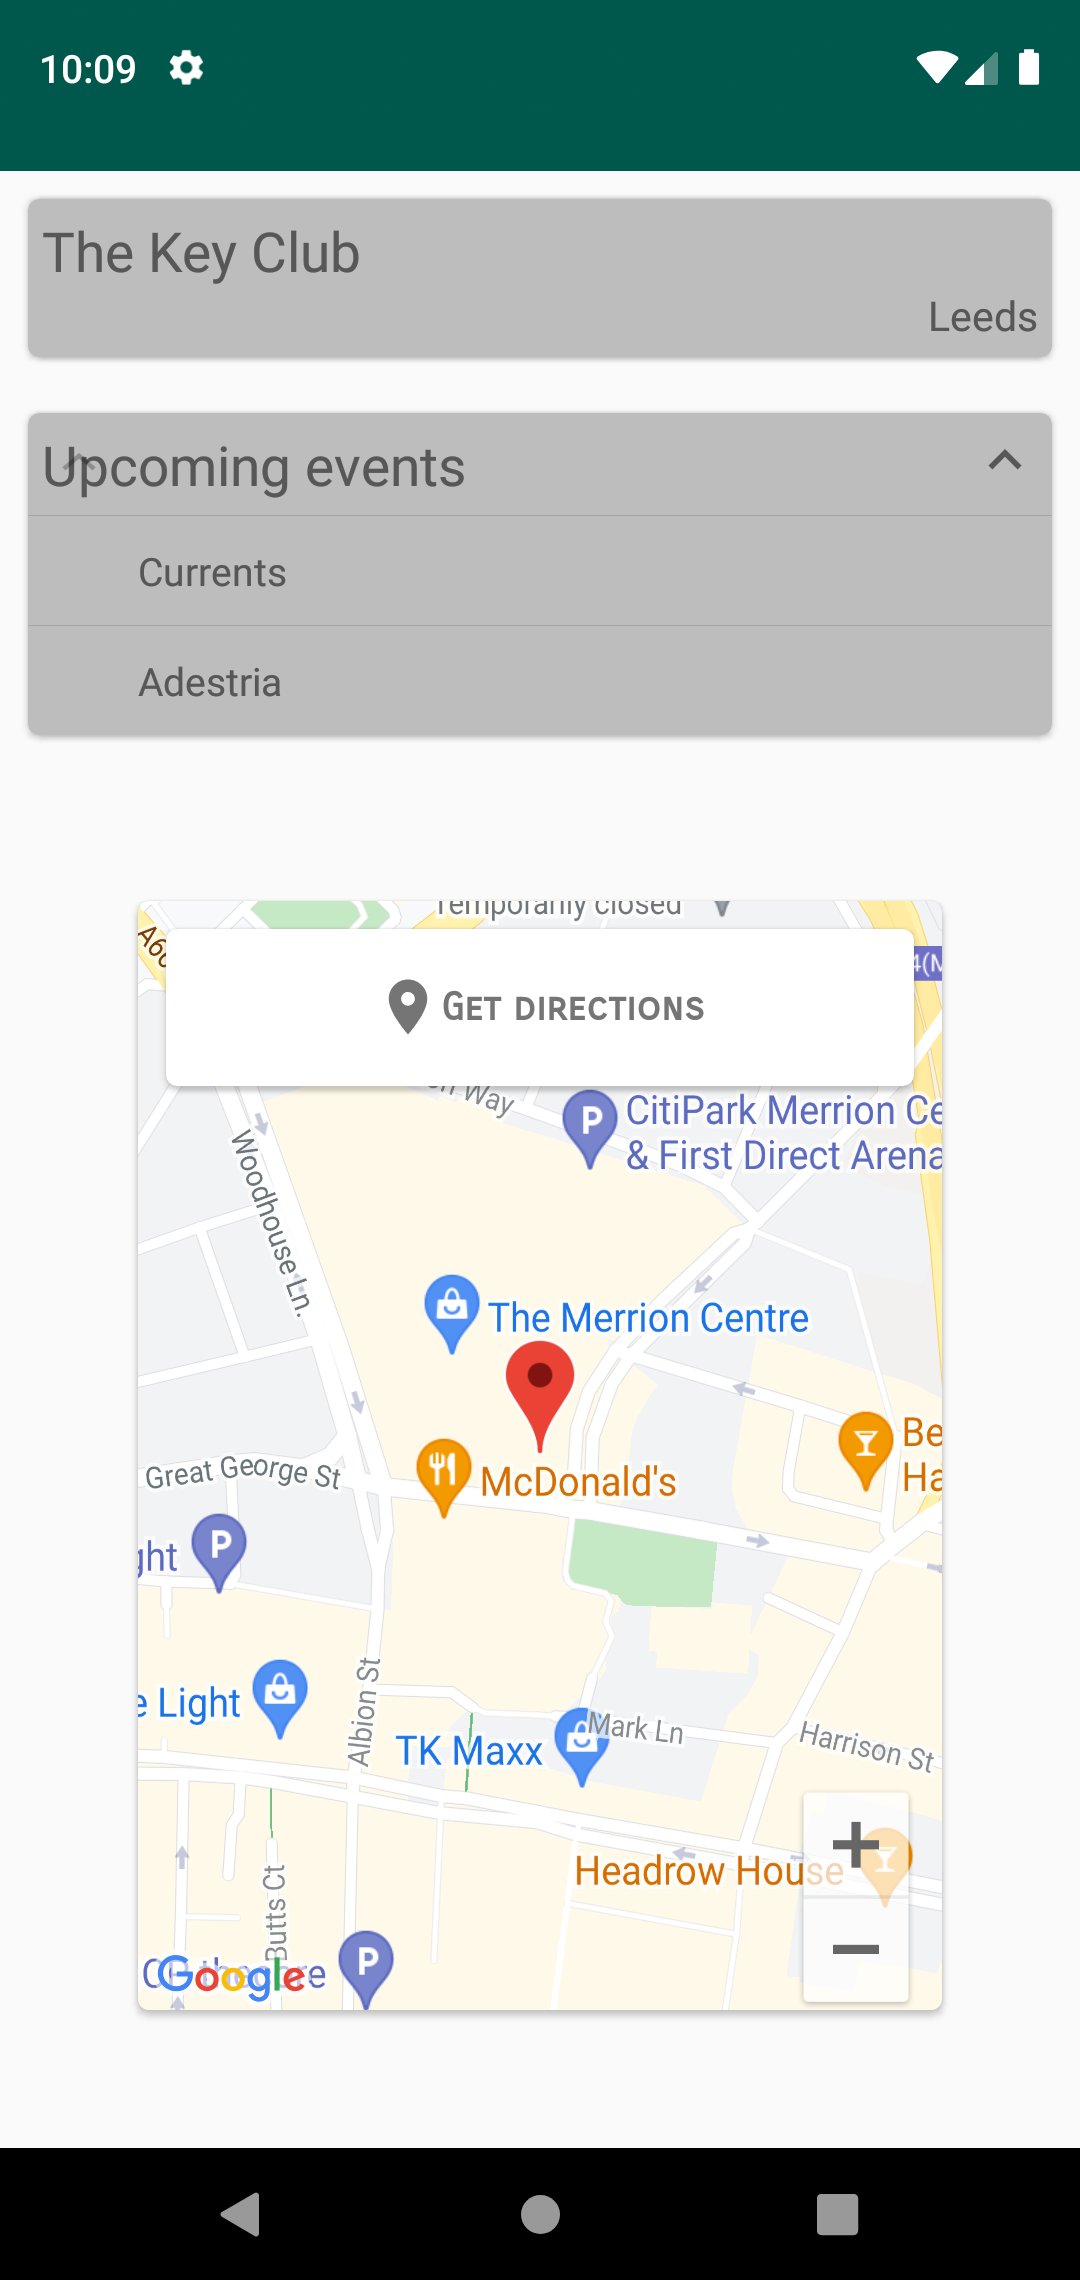 10:09
The Key Club
Leeds
Upcoming events
Currents
Adestria
Temporarily closed
GET DIRECTIONS
Way
CitiPark Merrion Ce
& First Direct Arena
Woodhouse Ln.
The Merrion Centre
Be
Ha
McDonald's
Great George St
ght
P
e Light
Albion St
TK Maxx
Mark Ln
Harrison St
Headrow House
Butts Ct
Google
P